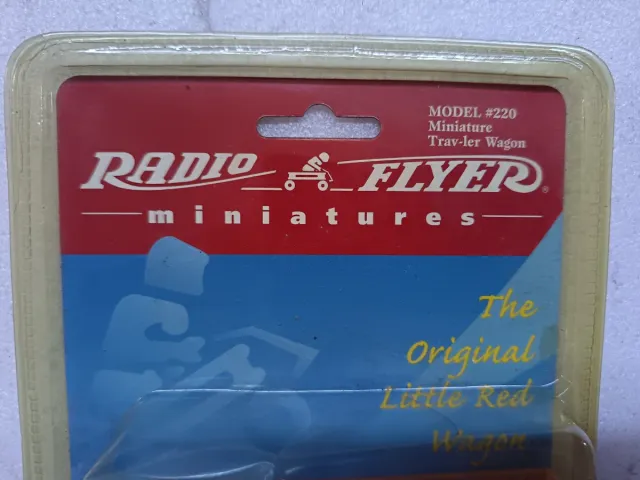 MODEL #220
Miniature
Trav-ler Wagon
RADIO FLYER®
miniatures
The
Original
Little Red
Wagon